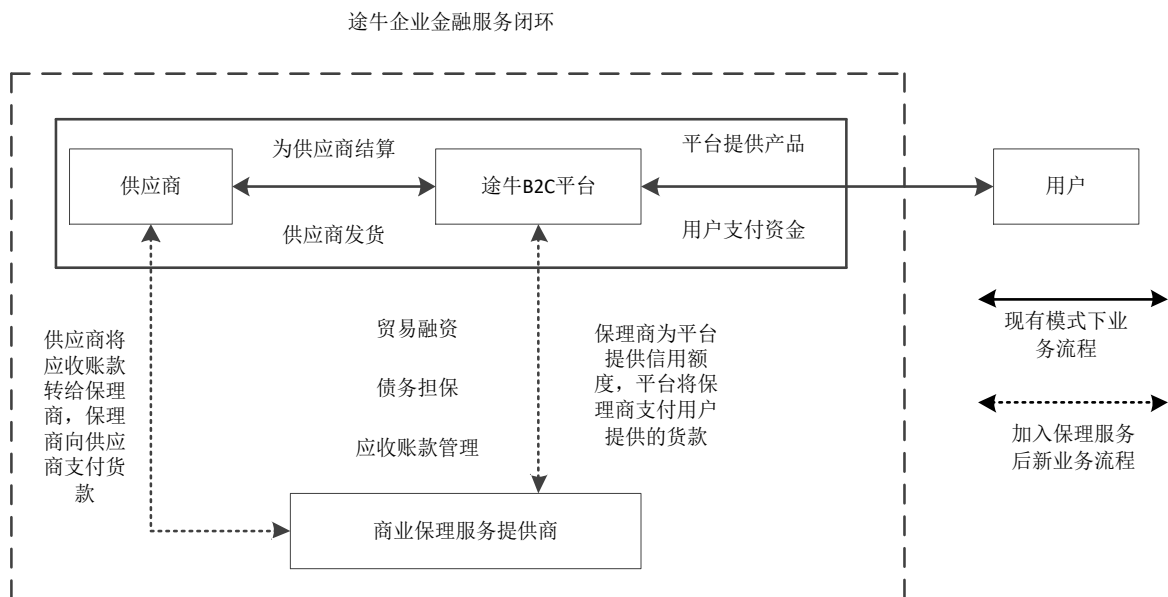 途牛企业金融服务闭环
为供应商结算
平台提供产品
供应商
途牛B2C平台
用户
供应商发货
用户支付资金
现有模式下业
务流程
供应商将
应收账款
转给保理
商，保理
商向供应
商支付货
款
贸易融资
债务担保
应收账款管理
保理商为平台
提供信用额
度，平台将保
理商支付用户
提供的货款
加入保理服务
后新业务流程
商业保理服务提供商